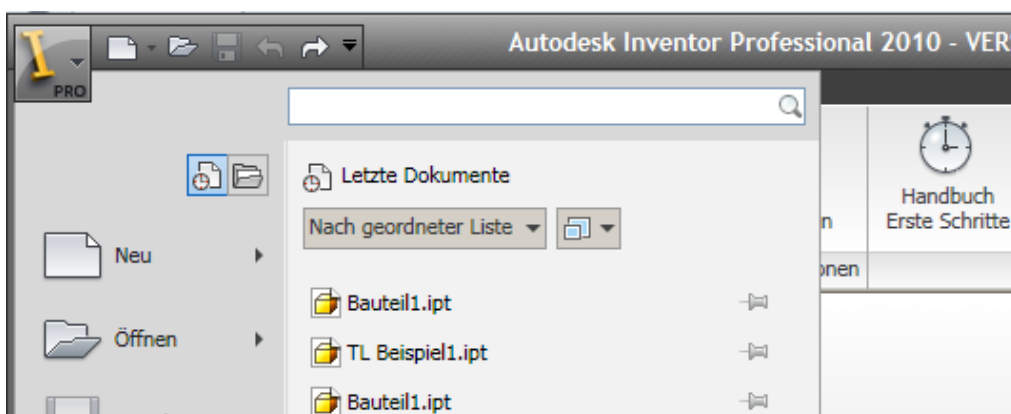 Autodesk Inventor Professional 2010 - VER
PRO
Letzte Dokumente
Handbuch
Erste Schritte
Nach geordneter Liste
n
Neu
onen
Bauteil1.ipt
Öffnen
TL Beispiel1.ipt
Bauteil1.ipt